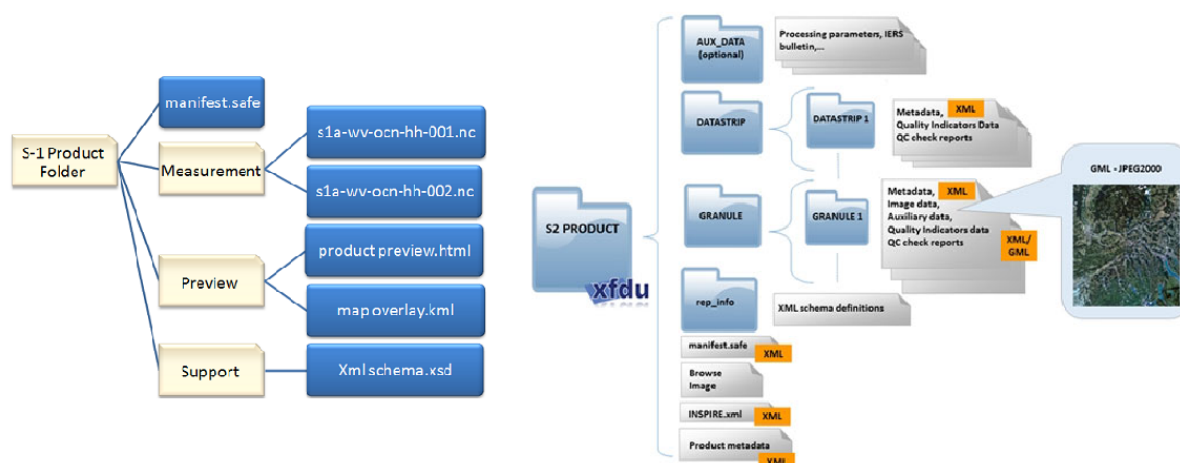 manifest.safe
S-1 Product
Folder
Measurement
s1a-wv-ocn-hh-001.nc
s1a-wv-ocn-hh-002.nc
Preview
product preview.html
map overlay.kml
Support
Xml schema.xsd
S2 PRODUCT
xfdu
AUX_DATA
(optional)
Processing parameters, IERS
bulletin,...
DATASTRIP
DATASTRIP 1
Metadata, XML
Quality Indicators Data
QC check reports
GRANULE
GRANULE 1
Metadata, XML
Image data,
Auxiliary data,
Quality Indicators data
QC check reports
XML/
GML
GML - JPEG2000
rep_info
XML schema definitions
manifest.safe
XML
Browse
Image
INSPIRE.xml
XML
Product metadata
XML